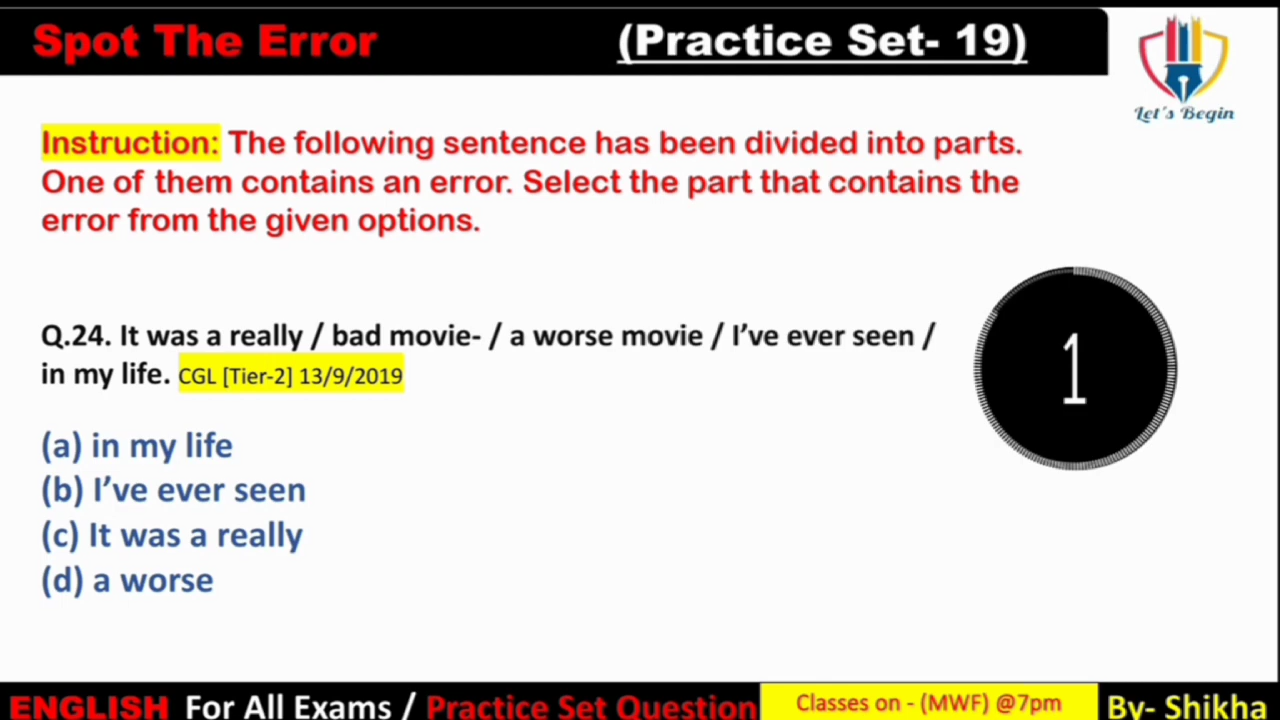 Spot The Error
(Practice Set- 19)
Let's Begin
Instruction: The following sentence has been divided into parts.
One of them contains an error. Select the part that contains the
error from the given options.
Q.24. It was a really / bad movie- / a worse movie / I’ve ever seen /
in my life. CGL [Tier-2] 13/9/2019
1
(a) in my life
(b) I’ve ever seen
(c) It was a really
(d) a worse
ENGLISH For All Exams / Practice Set Question
Classes on - (MWF) @7pm
By- Shikha